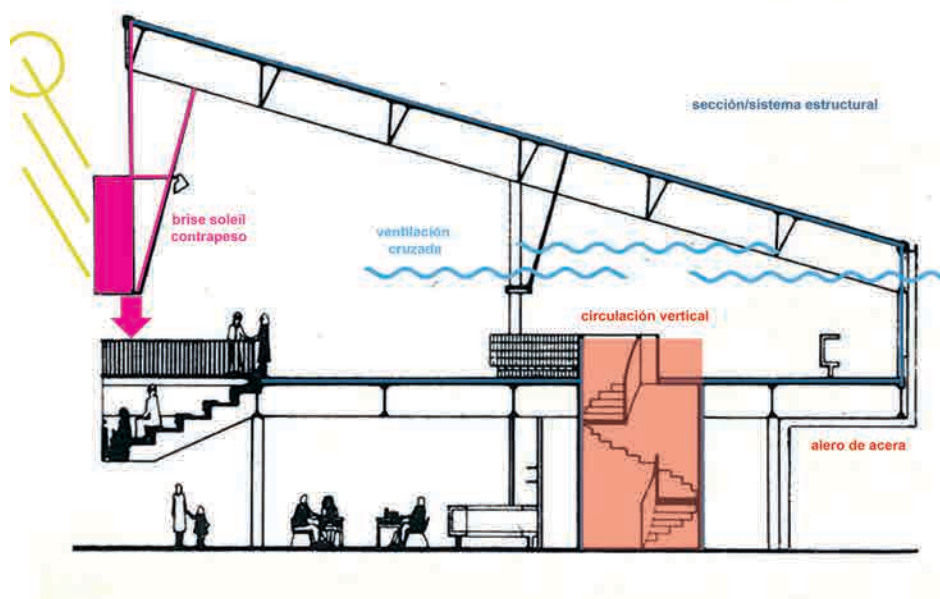 sección/sistema estructural
brise soleil
contrapeso
ventilación
cruzada
circulación vertical
alero de acera